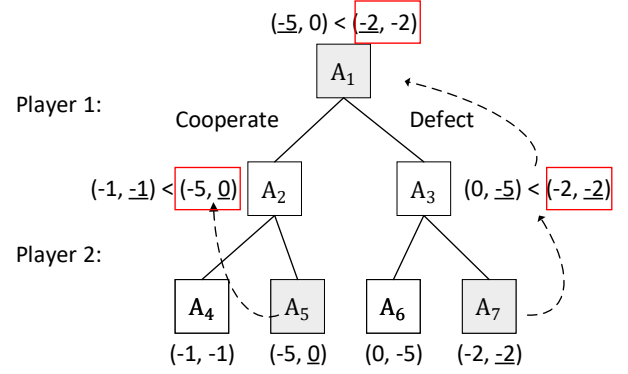 (-5, 0) < (-2, -2)
A₁
Player 1:
Cooperate
Defect
(-1, -1) < (-5, 0)
A₂
A₃
(0, -5) < (-2, -2)
Player 2:
A₄
A₅
A₆
A₇
(-1, -1)
(-5, 0)
(0, -5)
(-2, -2)